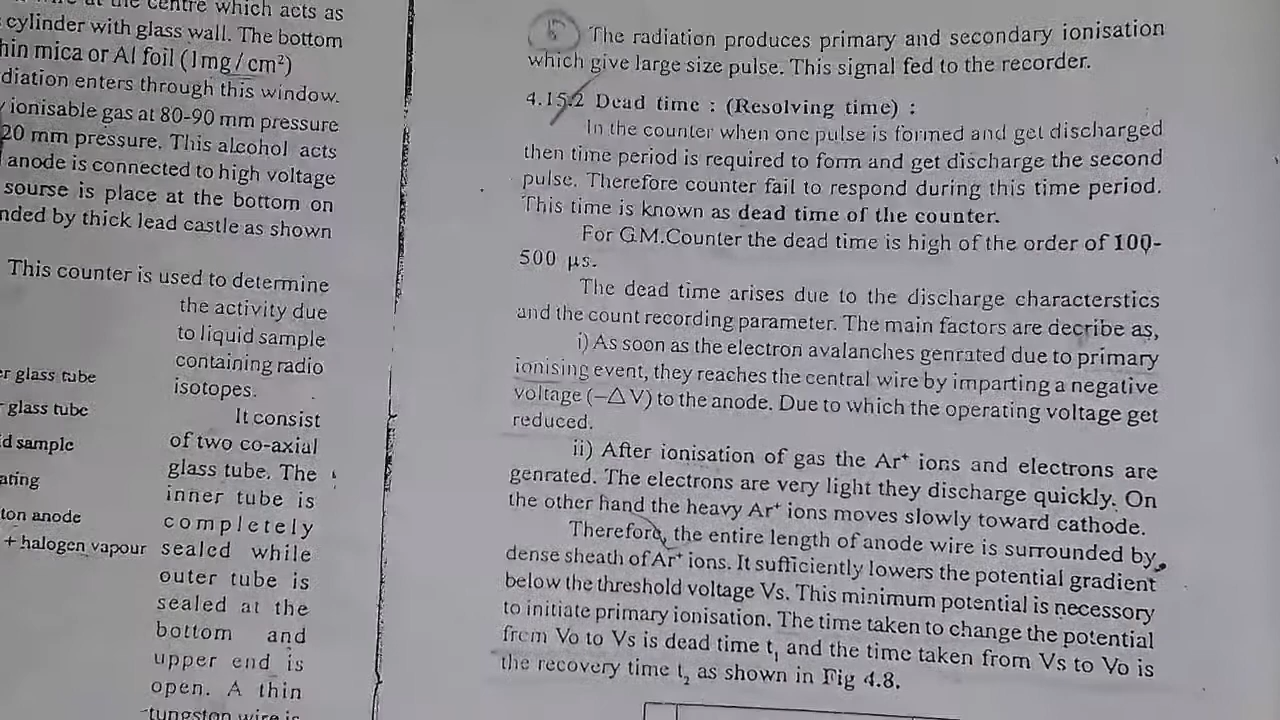 the centre which acts as
cylinder with glass wall. The bottom
hin mica or Al foil (1mg/cm²)
diation enters through this window.
ionisable gas at 80-90 mm pressure
20 mm pressure. This alcohol acts
anode is connected to high voltage
sourse is place at the bottom on
nded by thick lead castle as shown
This counter is used to determine
the activity due
to liquid sample
containing radio
er glass tube
isotopes.
glass tube
It consist
d sample
of two co-axial
glass tube. The
ating
inner tube is
ton anode
completely
+ halogen vapour
sealed while
outer tube is
sealed at the
bottom and
upper end is
open. A thin
tungston wire is
The radiation produces primary and secondary ionisation
which give large size pulse. This signal fed to the recorder.
4.15.2 Dead time : (Resolving time) :
In the counter when one pulse is formed and get discharged
then time period is required to form and get discharge the second
pulse. Therefore counter fail to respond during this time period.
This time is known as dead time of the counter.
For G.M.Counter the dead time is high of the order of 100-
500 μs.
The dead time arises due to the discharge characterstics
and the count recording parameter. The main factors are decribe as,
i) As soon as the electron avalanches genrated due to primary
ionising event, they reaches the central wire by imparting a negative
voltage (−△V) to the anode. Due to which the operating voltage get
reduced.
ii) After ionisation of gas the Ar⁺ ions and electrons are
genrated. The electrons are very light they discharge quickly. On
the other hand the heavy Ar⁺ ions moves slowly toward cathode.
Therefore, the entire length of anode wire is surrounded by
dense sheath of Ar⁺ ions. It sufficiently lowers the potential gradient
below the threshold voltage Vs. This minimum potential is necessory
to initiate primary ionisation. The time taken to change the potential
from Vo to Vs is dead time t₁ and the time taken from Vs to Vo is
the recovery time t₂ as shown in Fig 4.8.